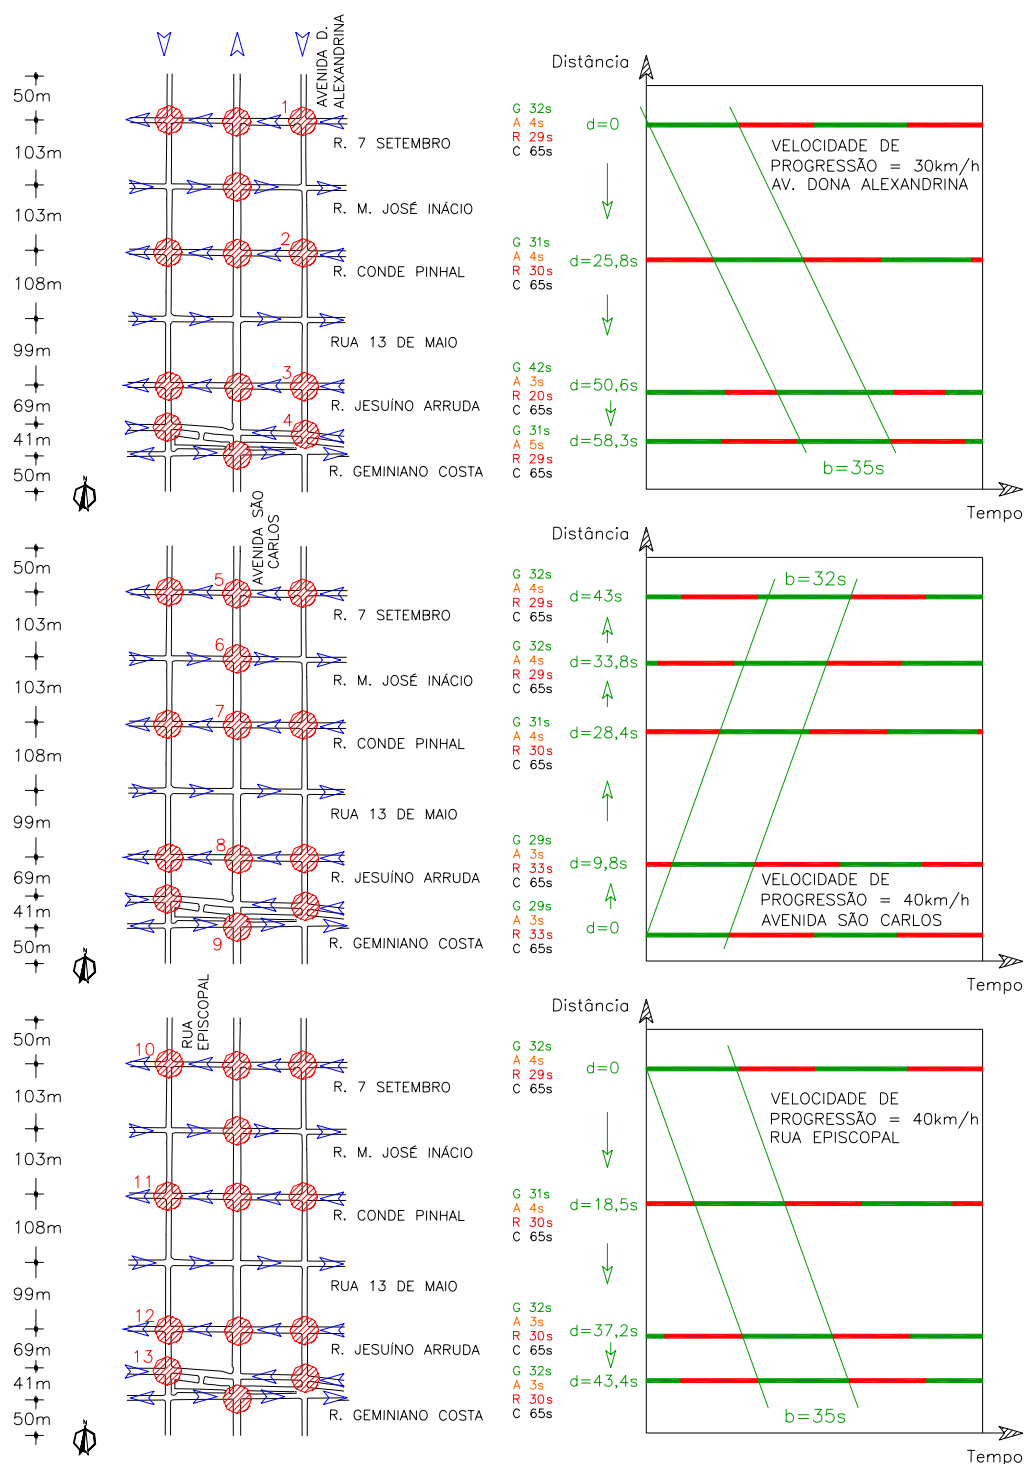 AVENIDA D.
ALEXANDRINA
50m
103m
103m
108m
99m
69m
41m
50m
1
R. 7 SETEMBRO
R. M. JOSÉ INÁCIO
2
R. CONDE PINHAL
RUA 13 DE MAIO
3
R. JESUÍNO ARRUDA
4
R. GEMINIANO COSTA
N
Distância
G 32s
A 4s
R 29s
C 65s
d=0
VELOCIDADE DE
PROGRESSÃO = 30km/h
AV. DONA ALEXANDRINA
G 31s
A 4s
R 30s
C 65s
d=25,8s
G 42s
A 3s
R 20s
C 65s
d=50,6s
G 31s
A 5s
R 29s
C 65s
d=58,3s
b=35s
Tempo
AVENIDA SÃO
CARLOS
50m
103m
103m
108m
99m
69m
41m
50m
5
R. 7 SETEMBRO
6
R. M. JOSÉ INÁCIO
7
R. CONDE PINHAL
RUA 13 DE MAIO
8
R. JESUÍNO ARRUDA
R. GEMINIANO COSTA
9
N
Distância
b=32s
G 32s
A 4s
R 29s
C 65s
d=43s
G 32s
A 4s
R 29s
C 65s
d=33,8s
G 31s
A 4s
R 30s
C 65s
d=28,4s
G 29s
A 3s
R 33s
C 65s
d=9,8s
G 29s
A 3s
R 33s
C 65s
d=0
VELOCIDADE DE
PROGRESSÃO = 40km/h
AVENIDA SÃO CARLOS
Tempo
RUA
EPISCOPAL
50m
103m
103m
108m
99m
69m
41m
50m
10
R. 7 SETEMBRO
R. M. JOSÉ INÁCIO
11
R. CONDE PINHAL
RUA 13 DE MAIO
12
R. JESUÍNO ARRUDA
13
R. GEMINIANO COSTA
N
Distância
G 32s
A 4s
R 29s
C 65s
d=0
VELOCIDADE DE
PROGRESSÃO = 40km/h
RUA EPISCOPAL
G 31s
A 4s
R 30s
C 65s
d=18,5s
G 32s
A 3s
R 30s
C 65s
d=37,2s
G 32s
A 3s
R 30s
C 65s
d=43,4s
b=35s
Tempo